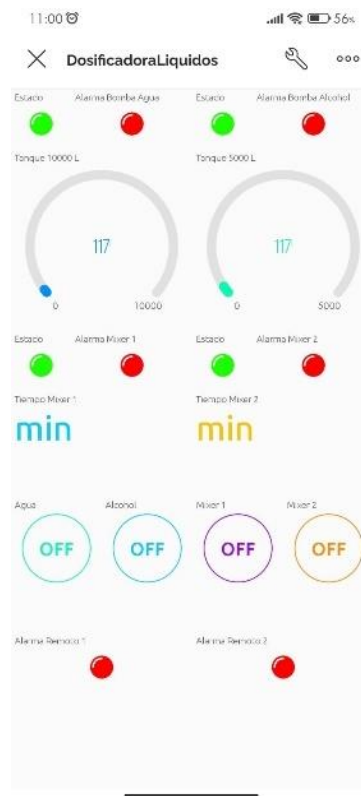 11:00 56%
DosificadoraLiquidos
Estado Alarma Bomba Agua Estado Alarma Bomba Alcohol
Tanque 10000 L Tanque 5000 L
117 117
0 10000 0 5000
Estado Alarma Mixer 1 Estado Alarma Mixer 2
Tiempo Mixer 1 Tiempo Mixer 2
min min
Agua Alcohol Mixer 1 Mixer 2
OFF OFF OFF OFF
Alarma Remoto 1 Alarma Remoto 2